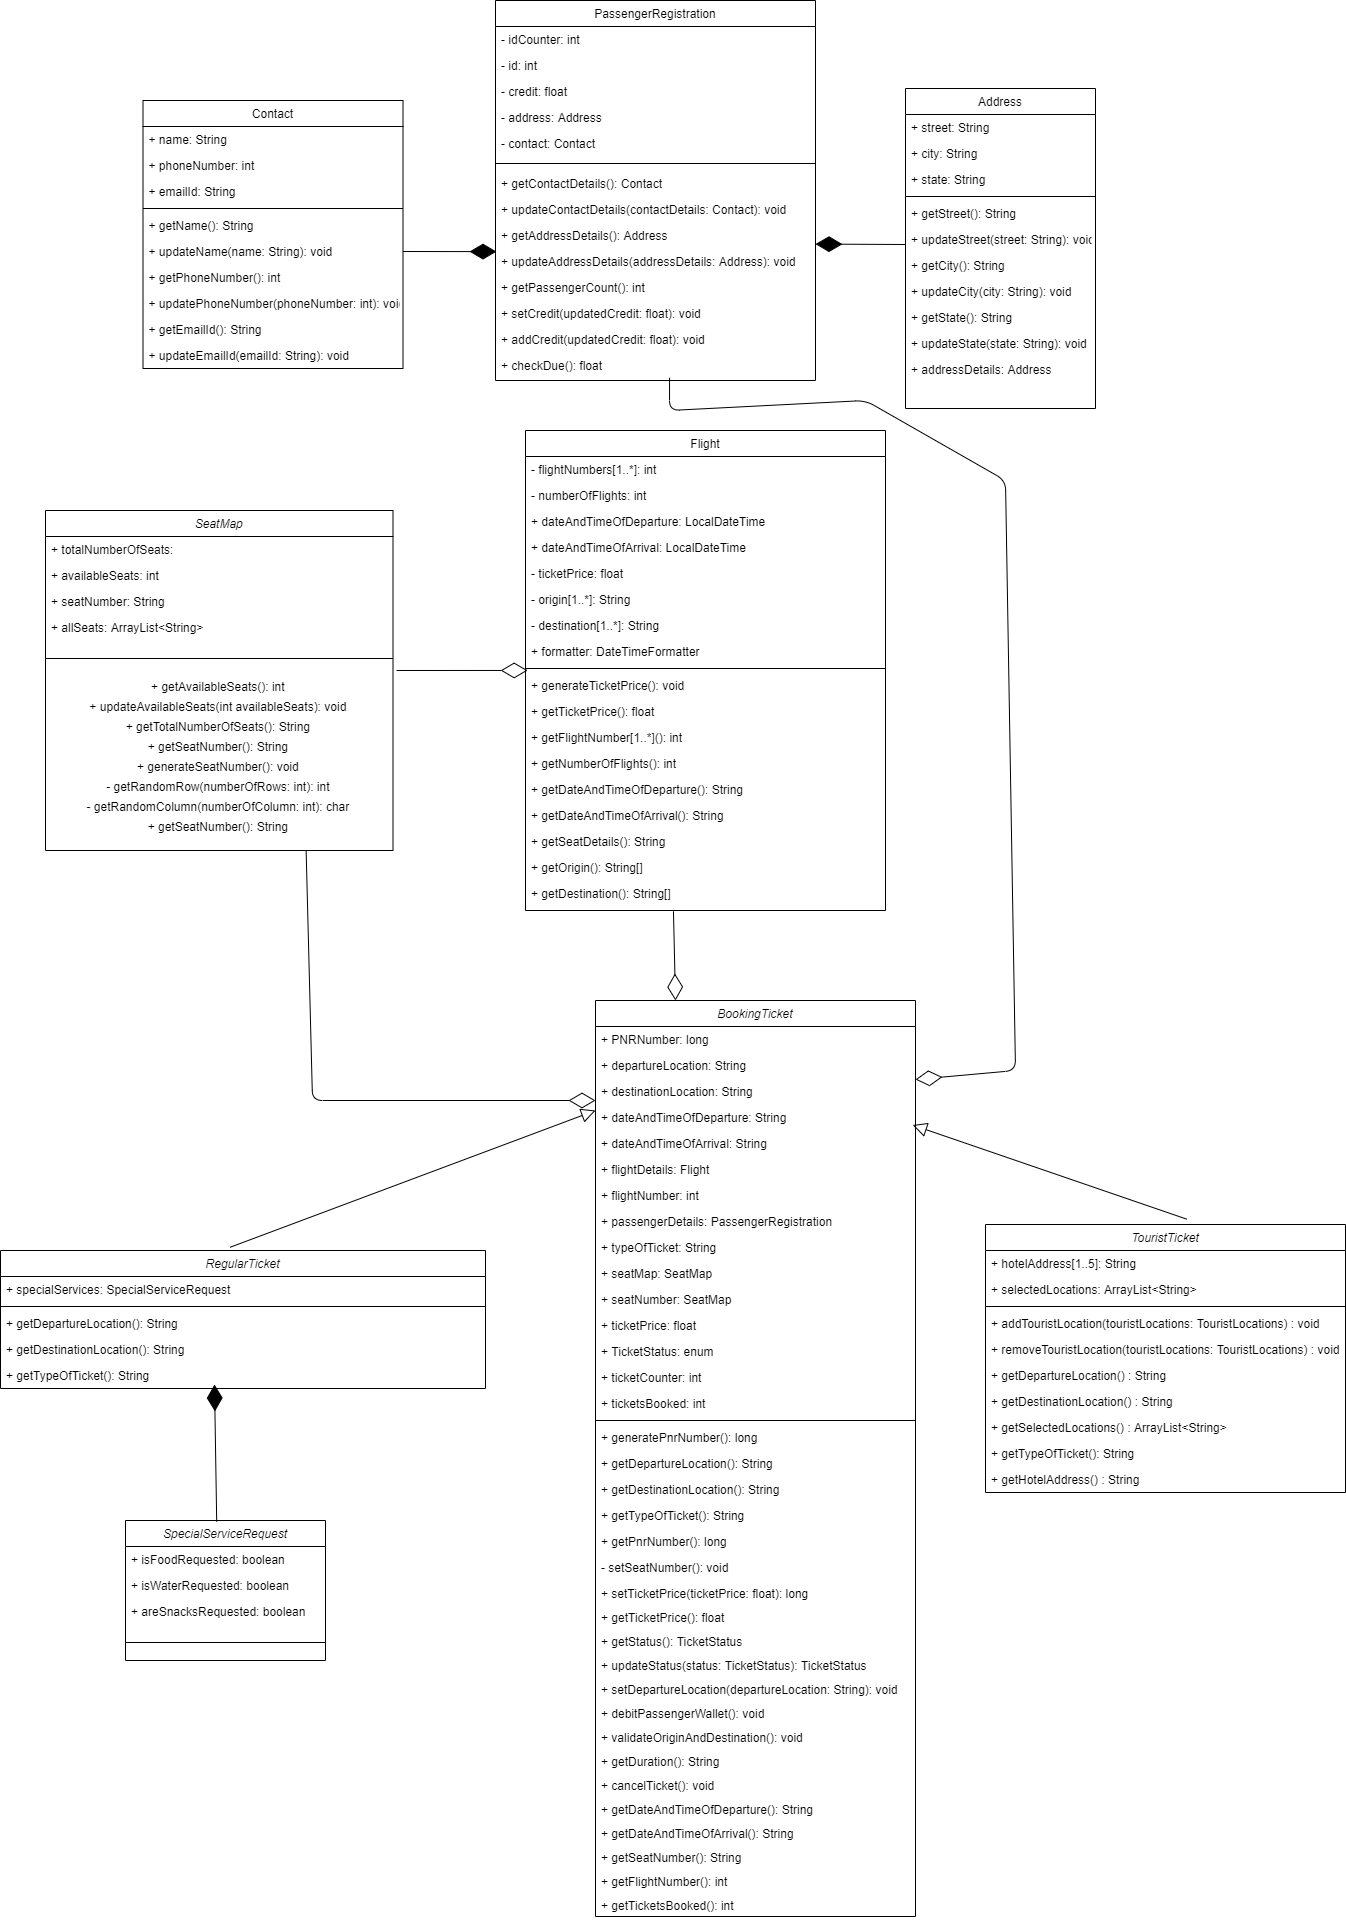 PassengerRegistration
- idCounter: int
- id: int
- credit: float
- address: Address
- contact: Contact
+ getContactDetails(): Contact
+ updateContactDetails(contactDetails: Contact): void
+ getAddressDetails(): Address
+ updateAddressDetails(addressDetails: Address): void
+ getPassengerCount(): int
+ setCredit(updatedCredit: float): void
+ addCredit(updatedCredit: float): void
+ checkDue(): float
Contact
+ name: String
+ phoneNumber: int
+ emailId: String
+ getName(): String
+ updateName(name: String): void
+ getPhoneNumber(): int
+ updatePhoneNumber(phoneNumber: int): voi
+ getEmailId(): String
+ updateEmailId(emailId: String): void
Address
+ street: String
+ city: String
+ state: String
+ getStreet(): String
+ updateStreet(street: String): voic
+ getCity(): String
+ updateCity(city: String): void
+ getState(): String
+ updateState(state: String): void
+ addressDetails: Address
Flight
- flightNumbers[1..*]: int
- numberOfFlights: int
+ dateAndTimeOfDeparture: LocalDateTime
+ dateAndTimeOfArrival: LocalDateTime
- ticketPrice: float
- origin[1..*]: String
- destination[1..*]: String
+ formatter: DateTimeFormatter
+ generateTicketPrice(): void
+ getTicketPrice(): float
+ getFlightNumber[1..*](): int
+ getNumberOfFlights(): int
+ getDateAndTimeOfDeparture(): String
+ getDateAndTimeOfArrival(): String
+ getSeatDetails(): String
+ getOrigin(): String[]
+ getDestination(): String[]
SeatMap
+ totalNumberOfSeats:
+ availableSeats: int
+ seatNumber: String
+ allSeats: ArrayList<String>
+ getAvailableSeats(): int
+ updateAvailableSeats(int availableSeats): void
+ getTotalNumberOfSeats(): String
+ getSeatNumber(): String
+ generateSeatNumber(): void
- getRandomRow(numberOfRows: int): int
- getRandomColumn(numberOfColumn: int): char
+ getSeatNumber(): String
BookingTicket
+ PNRNumber: long
+ departureLocation: String
+ destinationLocation: String
+ dateAndTimeOfDeparture: String
+ dateAndTimeOfArrival: String
+ flightDetails: Flight
+ flightNumber: int
+ passengerDetails: PassengerRegistration
+ typeOfTicket: String
+ seatMap: SeatMap
+ seatNumber: SeatMap
+ ticketPrice: float
+ TicketStatus: enum
+ ticketCounter: int
+ ticketsBooked: int
+ generatePnrNumber(): long
+ getDepartureLocation(): String
+ getDestinationLocation(): String
+ getTypeOfTicket(): String
+ getPnrNumber(): long
- setSeatNumber(): void
+ setTicketPrice(ticketPrice: float): long
+ getTicketPrice(): float
+ getStatus(): TicketStatus
+ updateStatus(status: TicketStatus): TicketStatus
+ setDepartureLocation(departureLocation: String): void
+ debitPassengerWallet(): void
+ validateOriginAndDestination(): void
+ getDuration(): String
+ cancelTicket(): void
+ getDateAndTimeOfDeparture(): String
+ getDateAndTimeOfArrival(): String
+ getSeatNumber(): String
+ getFlightNumber(): int
+ getTicketsBooked(): int
RegularTicket
+ specialServices: SpecialServiceRequest
+ getDepartureLocation(): String
+ getDestinationLocation(): String
+ getTypeOfTicket(): String
TouristTicket
+ hotelAddress[1..5]: String
+ selectedLocations: ArrayList<String>
+ addTouristLocation(touristLocations: TouristLocations) : void
+ removeTouristLocation(touristLocations: TouristLocations) : void
+ getDepartureLocation() : String
+ getDestinationLocation() : String
+ getSelectedLocations() : ArrayList<String>
+ getTypeOfTicket(): String
+ getHotelAddress() : String
SpecialServiceRequest
+ isFoodRequested: boolean
+ isWaterRequested: boolean
+ areSnacksRequested: boolean